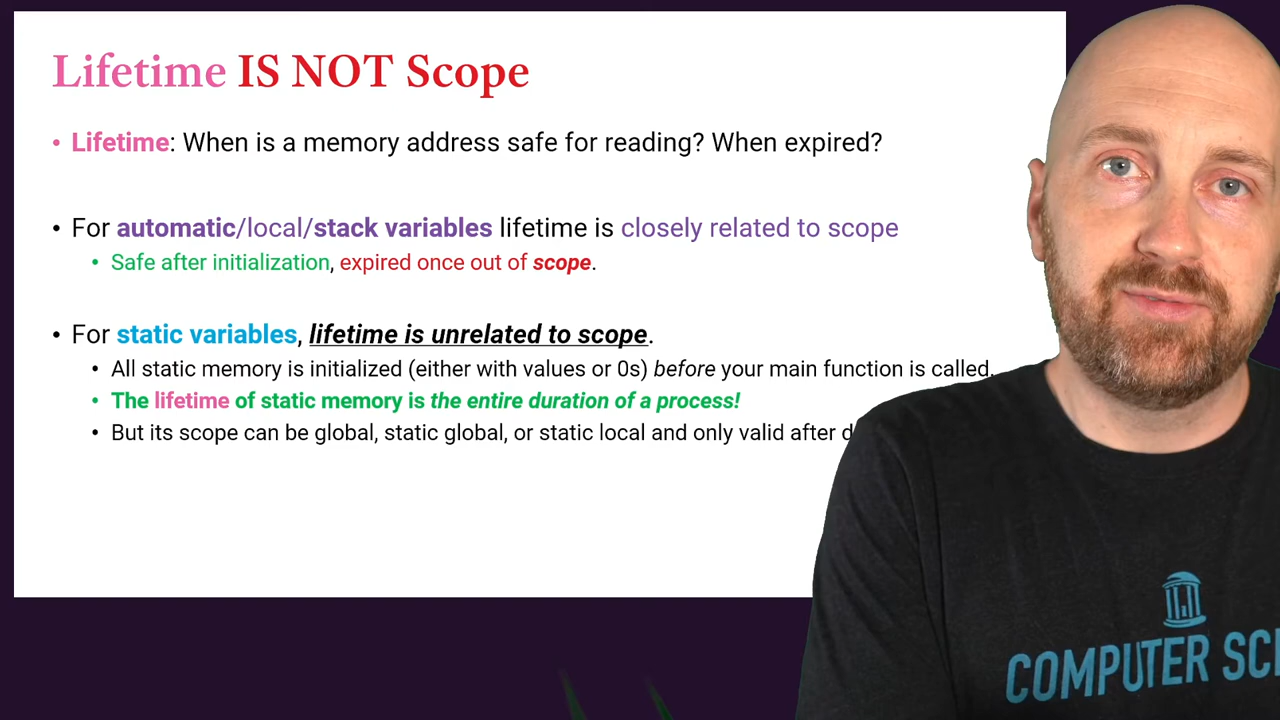 Lifetime IS NOT Scope
• Lifetime: When is a memory address safe for reading? When expired?
• For automatic/local/stack variables lifetime is closely related to scope
• Safe after initialization, expired once out of scope.
• For static variables, lifetime is unrelated to scope.
• All static memory is initialized (either with values or 0s) before your main function is called.
• The lifetime of static memory is the entire duration of a process!
• But its scope can be global, static global, or static local and only valid after
COMPUTER